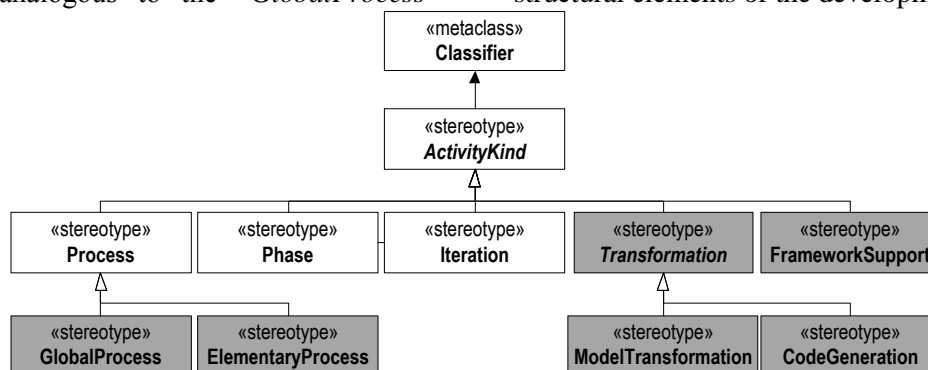 analogous to the GlobalProcess
structural elements of the
«metaclass»
Classifier
«stereotype»
ActivityKind
«stereotype»
Process
«stereotype»
Phase
«stereotype»
Iteration
«stereotype»
Transformation
«stereotype»
FrameworkSupport
«stereotype»
GlobalProcess
«stereotype»
ElementaryProcess
«stereotype»
ModelTransformation
«stereotype»
CodeGeneration